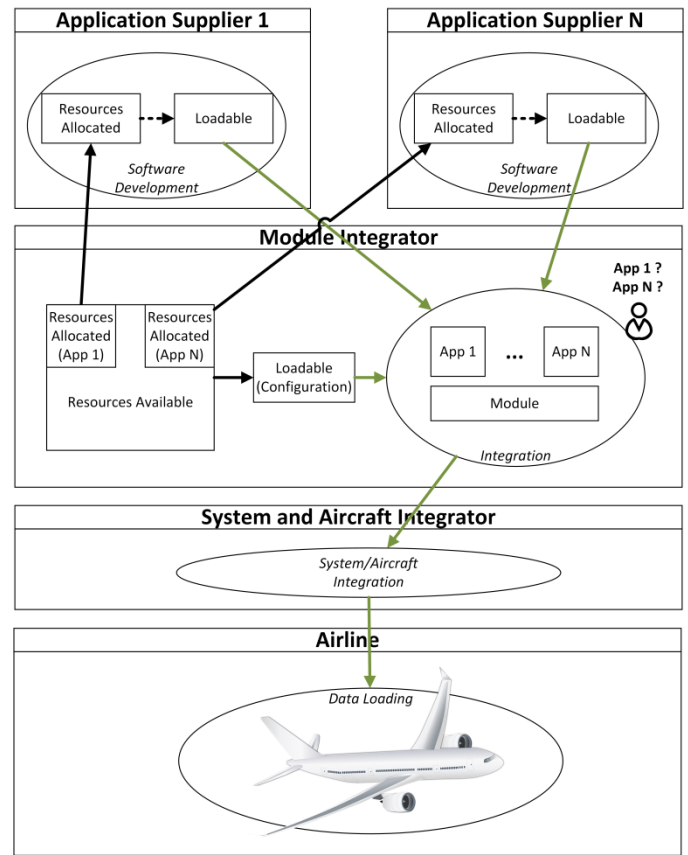 Application Supplier 1
Application Supplier N
Resources
Allocated
Loadable
Software
Development
Resources
Allocated
Loadable
Software
Development
Module Integrator
App 1 ?
App N ?
Resources
Allocated
(App 1)
Resources
Allocated
(App N)
Resources Available
Loadable
(Configuration)
App 1
...
App N
Module
Integration
System and Aircraft Integrator
System/Aircraft
Integration
Airline
Data Loading